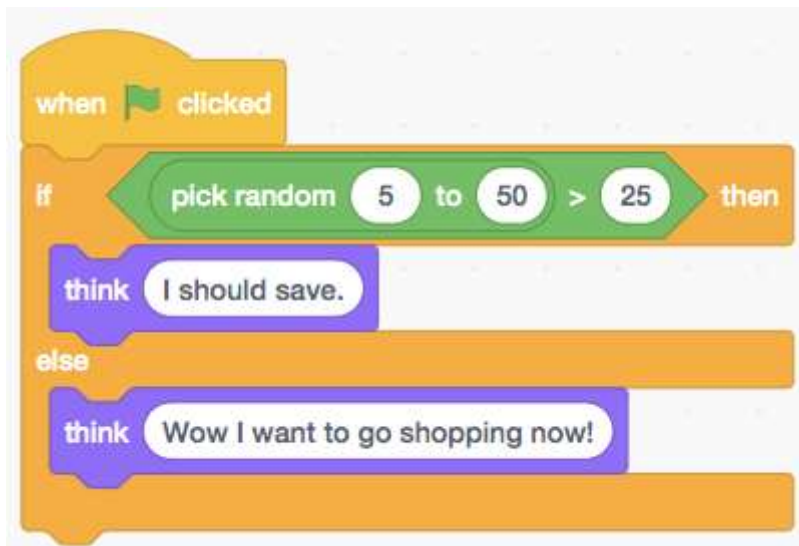 when clicked
if pick random 5 to 50 > 25 then
think I should save.
else
think Wow I want to go shopping now!